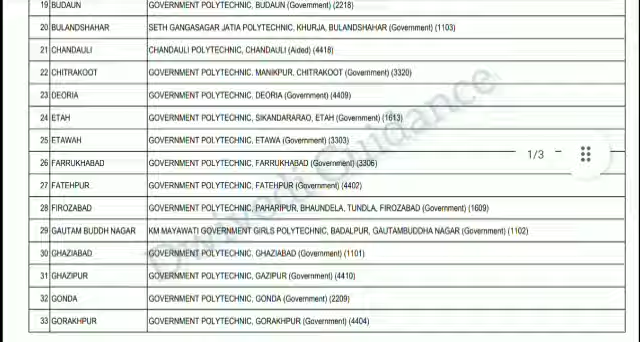 19 BUDAUN GOVERNMENT POLYTECHNIC, BUDAUN (Government) (2218)
20 BULANDSHAHAR SETH GANGASAGAR JATIA POLYTECHNIC, KHURJA, BULANDSHAHAR (Government) (1103)
21 CHANDAULI CHANDAULI POLYTECHNIC, CHANDAULI (Aided) (4418)
22 CHITRAKOOT GOVERNMENT POLYTECHNIC, MANIKPUR, CHITRAKOOT (Government) (3320)
23 DEORIA GOVERNMENT POLYTECHNIC, DEORIA (Government) (4409)
24 ETAH GOVERNMENT POLYTECHNIC, SIKANDARARAO, ETAH (Government) (1613)
25 ETAWAH GOVERNMENT POLYTECHNIC, ETAWA (Government) (3303)
1/3
26 FARRUKHABAD GOVERNMENT POLYTECHNIC, FARRUKHABAD (Government) (3306)
27 FATEHPUR GOVERNMENT POLYTECHNIC, FATEHPUR (Government) (4402)
28 FIROZABAD GOVERNMENT POLYTECHNIC, PAHARIPUR, BHAUNDELA, TUNDLA, FIROZABAD (Government) (1609)
29 GAUTAM BUDDH NAGAR KM MAYAWATI GOVERNMENT GIRLS POLYTECHNIC, BADALPUR, GAUTAMBUDDHA NAGAR (Government) (1102)
30 GHAZIABAD GOVERNMENT POLYTECHNIC, GHAZIABAD (Government) (1101)
31 GHAZIPUR GOVERNMENT POLYTECHNIC, GAZIPUR (Government) (4410)
32 GONDA GOVERNMENT POLYTECHNIC, GONDA (Government) (2209)
33 GORAKHPUR GOVERNMENT POLYTECHNIC, GORAKHPUR (Government) (4404)
Dwivedi Guidance